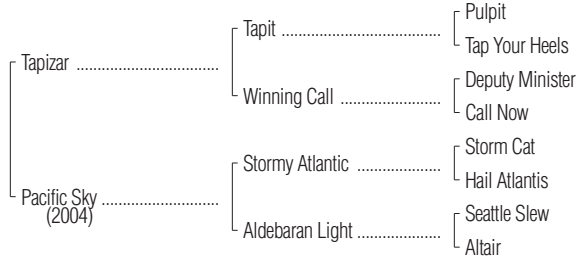 Pulpit
Tapit ........................................
Tap Your Heels
Tapizar ....................................
Deputy Minister
Winning Call .........................
Call Now
Storm Cat
Stormy Atlantic .....................
Hail Atlantis
Pacific Sky .............................
(2004)
Seattle Slew
Aldebaran Light .....................
Altair